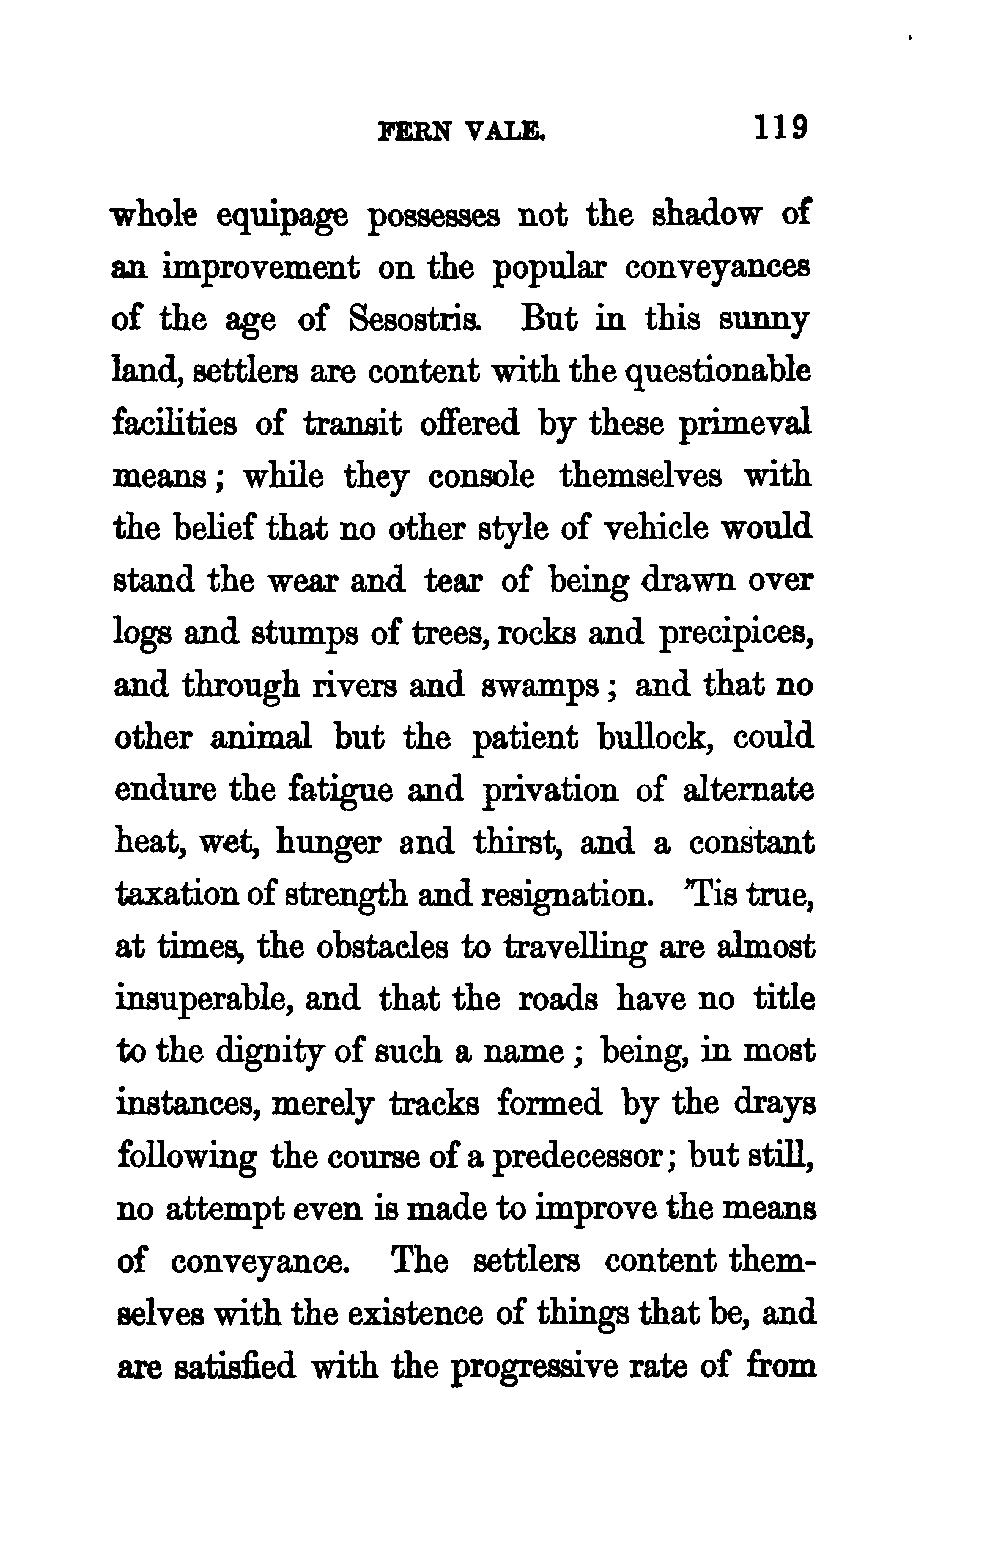 FERN VALE. 119
whole equipage possesses not the shadow of
an improvement on the popular conveyances
of the age of Sesostris. But in this sunny
land, settlers are content with the questionable
facilities of transit offered by these primeval
means; while they console themselves with
the belief that no other style of vehicle would
stand the wear and tear of being drawn over
logs and stumps of trees, rocks and precipices,
and through rivers and swamps; and that no
other animal but the patient bullock, could
endure the fatigue and privation of alternate
heat, wet, hunger and thirst, and a constant
taxation of strength and resignation. 'Tis true,
at times, the obstacles to travelling are almost
insuperable, and that the roads have no title
to the dignity of such a name; being, in most
instances, merely tracks formed by the drays
following the course of a predecessor; but still,
no attempt even is made to improve the means
of conveyance. The settlers content them-
selves with the existence of things that be, and
are satisfied with the progressive rate of from